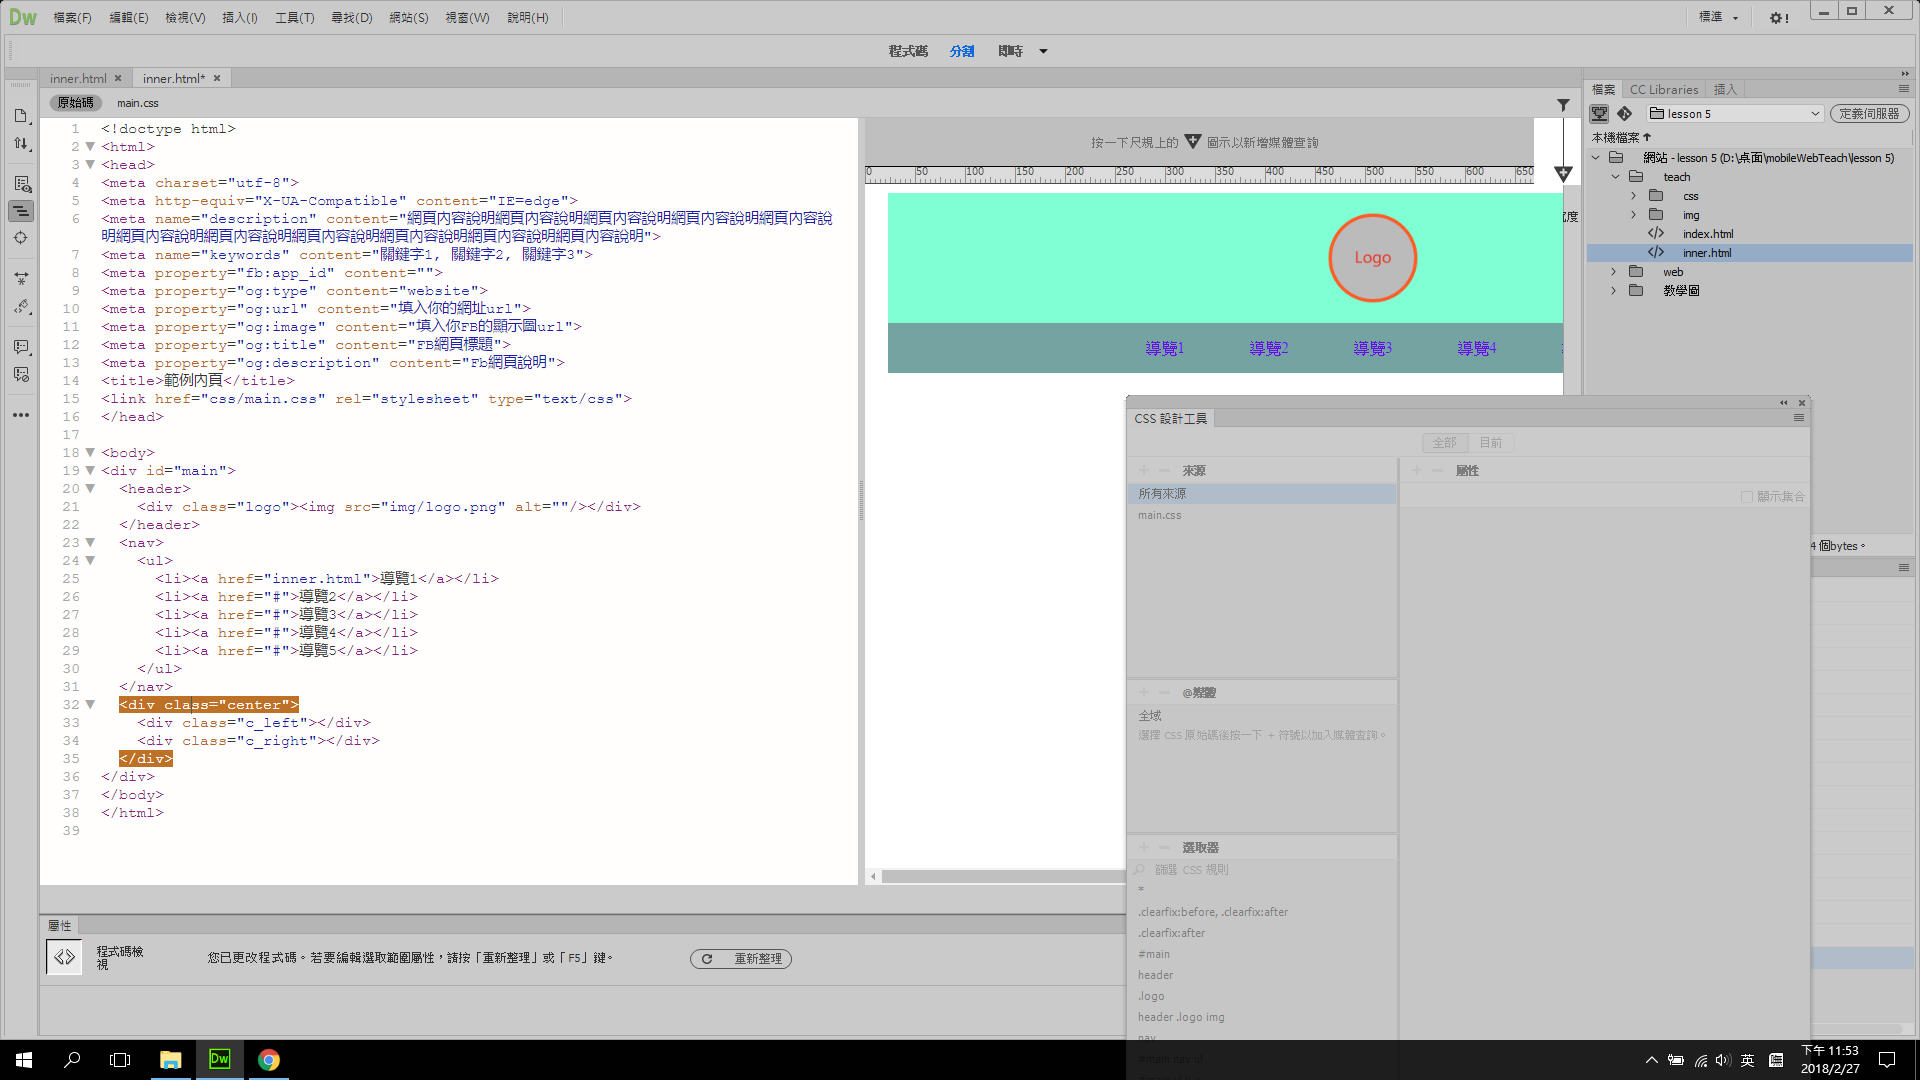 Dw 檔案(F) 編輯(E) 檢視(V) 插入(I) 工具(T) 尋找(D) 網站(S) 視窗(W) 說明(H) 標準
程式碼 分割 即時
inner.html inner.html*
原始碼 main.css
1 <!doctype html>
2 <html>
3 <head>
4 <meta charset="utf-8">
5 <meta http-equiv="X-UA-Compatible" content="IE=edge">
6 <meta name="description" content="網頁內容說明網頁內容說明網頁內容說明網頁內容說明網頁內容說
明網頁內容說明網頁內容說明網頁內容說明網頁內容說明網頁內容說明網頁內容說明">
7 <meta name="keywords" content="關鍵字1, 關鍵字2, 關鍵字3">
8 <meta property="fb:app_id" content="">
9 <meta property="og:type" content="website">
10 <meta property="og:url" content="填入你的網址url">
11 <meta property="og:image" content="填入你FB的顯示圖url">
12 <meta property="og:title" content="FB網頁標題">
13 <meta property="og:description" content="Fb網頁說明">
14 <title>範例內頁</title>
15 <link href="css/main.css" rel="stylesheet" type="text/css">
16 </head>
17
18 <body>
19 <div id="main">
20 <header>
21 <div class="logo"><img src="img/logo.png" alt=""/></div>
22 </header>
23 <nav>
24 <ul>
25 <li><a href="inner.html">導覽1</a></li>
26 <li><a href="#">導覽2</a></li>
27 <li><a href="#">導覽3</a></li>
28 <li><a href="#">導覽4</a></li>
29 <li><a href="#">導覽5</a></li>
30 </ul>
31 </nav>
32 <div class="center">
33 <div class="c_left"></div>
34 <div class="c_right"></div>
35 </div>
36 </div>
37 </body>
38 </html>
39
按一下尺規上的 圖示以新增媒體查詢
0 50 100 150 200 250 300 350 400 450 500 550 600 650
度
Logo
導覽1 導覽2 導覽3 導覽4
CSS 設計工具
全部 目前
來源
所有來源
main.css
屬性
顯示集合
@媒體
全域
選擇 CSS 原始碼後按一下 + 符號以加入媒體查詢。
選取器
篩選 CSS 規則
*
.clearfix:before, .clearfix:after
.clearfix:after
#main
header
.logo
header .logo img
nav
#main nav ul
檔案 CC Libraries 插入
lesson 5 定義伺服器
本機檔案
網站 - lesson 5 (D:\桌面\mobileWebTeach\lesson 5)
teach
css
img
index.html
inner.html
web
教學圖
4 個bytes。
屬性
程式碼檢
視
您已更改程式碼。若要編輯選取範圍屬性，請按「重新整理」或「F5」鍵。
重新整理
Dw
英
下午 11:53
2018/2/27